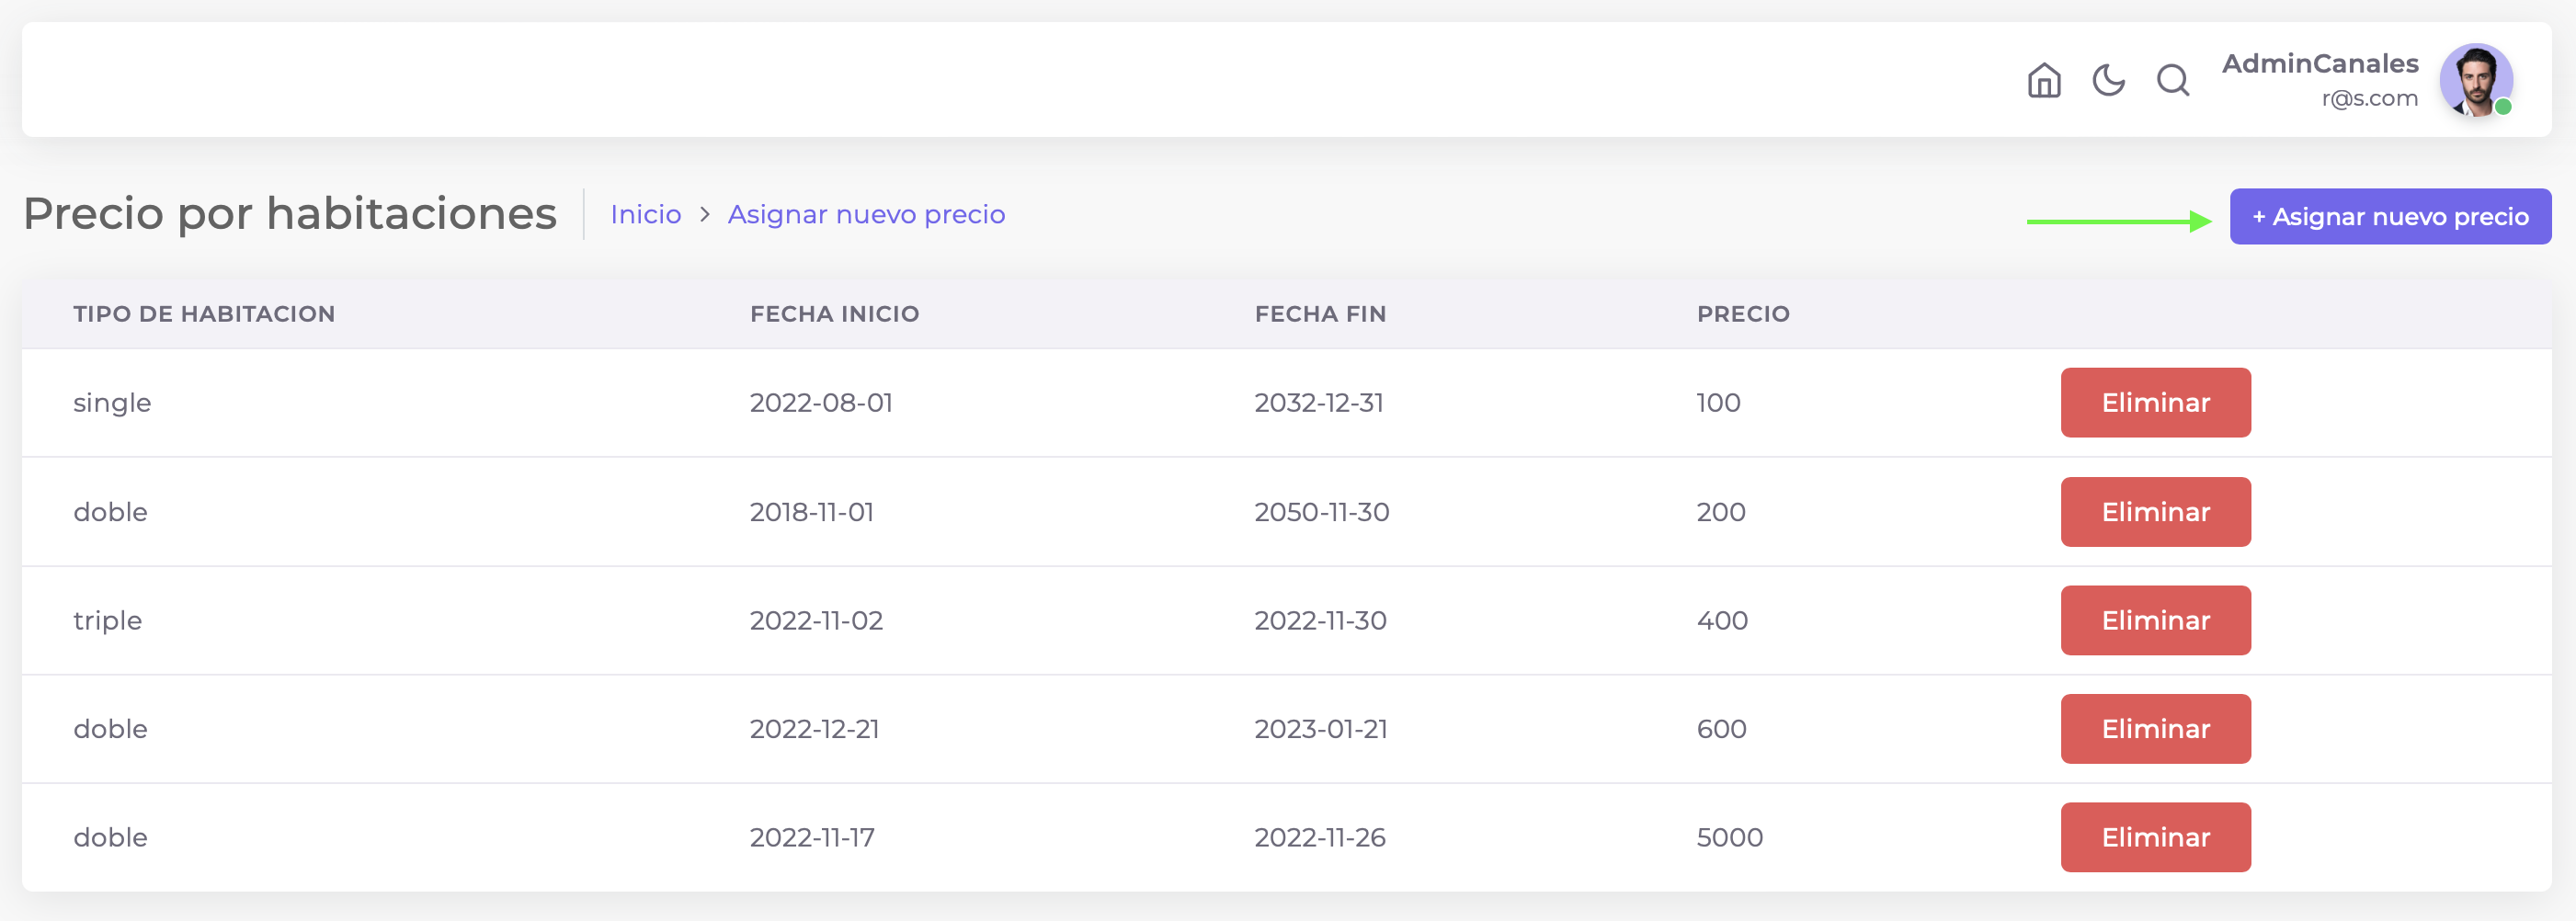 AdminCanales
r@s.com
Precio por habitaciones
Inicio > Asignar nuevo precio
+ Asignar nuevo precio
TIPO DE HABITACION FECHA INICIO FECHA FIN PRECIO
single 2022-08-01 2032-12-31 100 Eliminar
doble 2018-11-01 2050-11-30 200 Eliminar
triple 2022-11-02 2022-11-30 400 Eliminar
doble 2022-12-21 2023-01-21 600 Eliminar
doble 2022-11-17 2022-11-26 5000 Eliminar